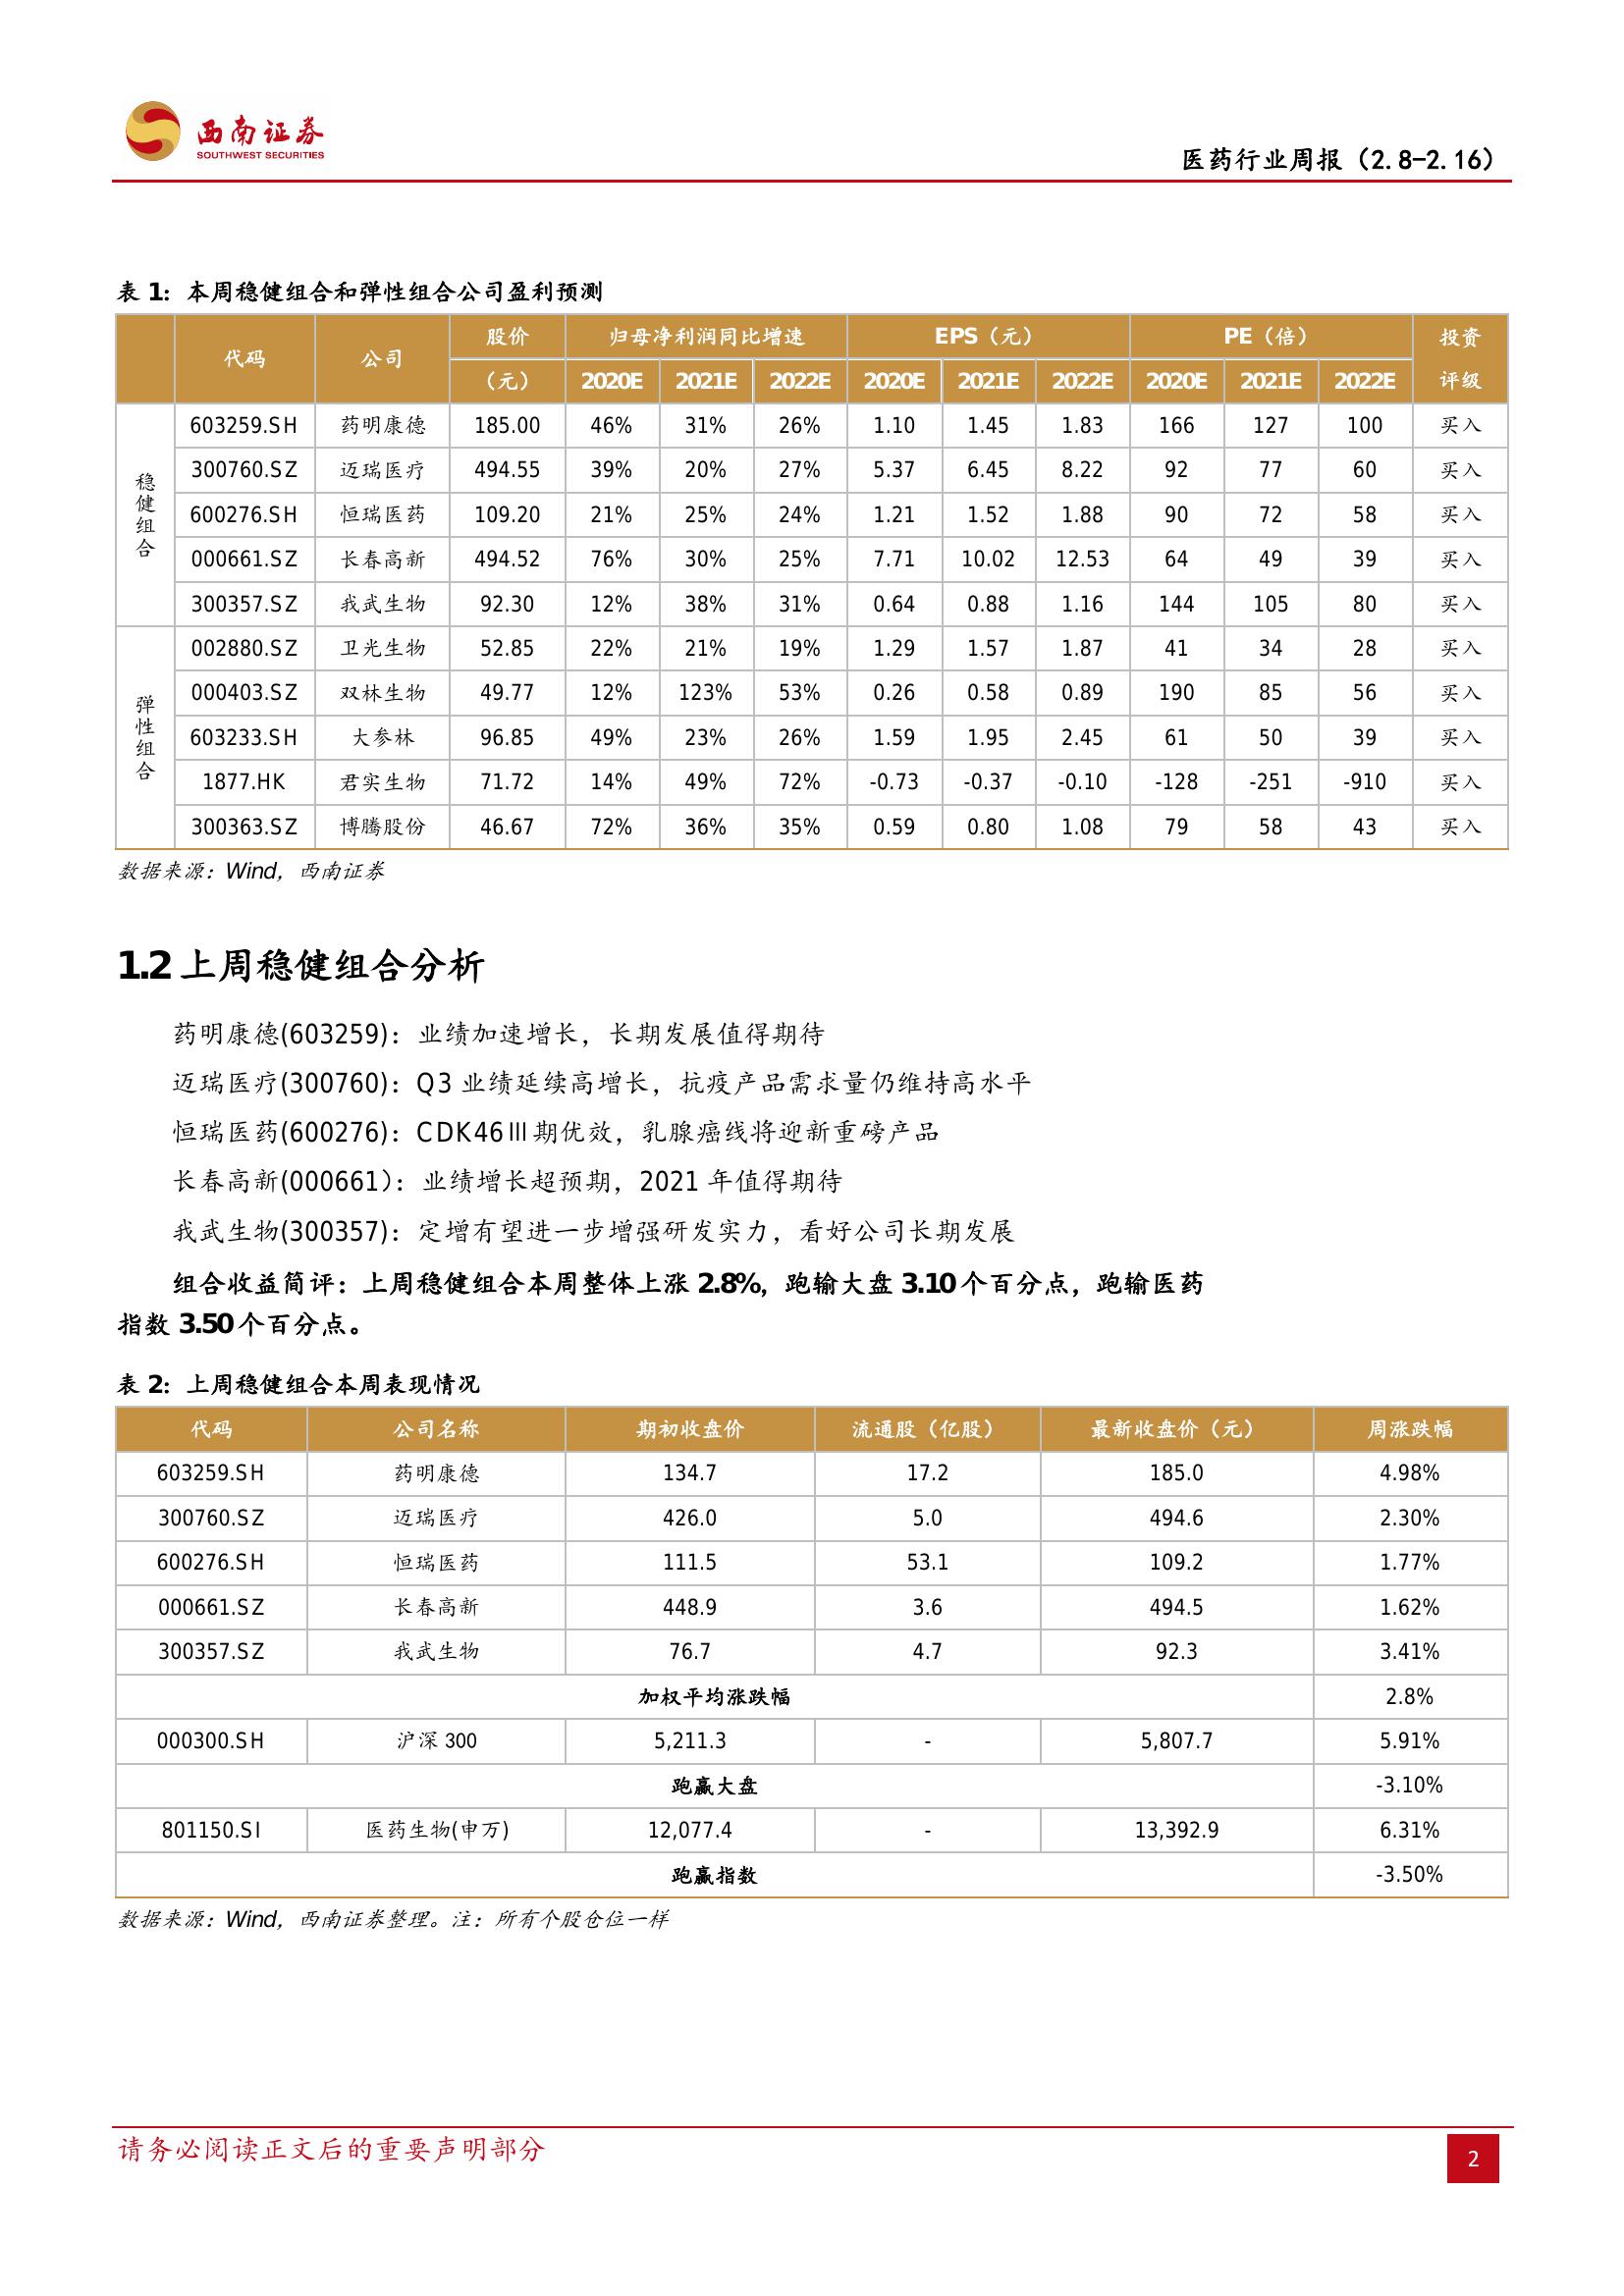 西南证券
SOUTHWEST SECURITIES
医药行业周报（2.8-2.16）
表 1：本周稳健组合和弹性组合公司盈利预测
代码 公司 股价（元） 归母净利润同比增速 EPS（元） PE（倍） 投资评级
2020E 2021E 2022E 2020E 2021E 2022E 2020E 2021E 2022E
稳健组合
603259.SH 药明康德 185.00 46% 31% 26% 1.10 1.45 1.83 166 127 100 买入
300760.SZ 迈瑞医疗 494.55 39% 20% 27% 5.37 6.45 8.22 92 77 60 买入
600276.SH 恒瑞医药 109.20 21% 25% 24% 1.21 1.52 1.88 90 72 58 买入
000661.SZ 长春高新 494.52 76% 30% 25% 7.71 10.02 12.53 64 49 39 买入
300357.SZ 我武生物 92.30 12% 38% 31% 0.64 0.88 1.16 144 105 80 买入
弹性组合
002880.SZ 卫光生物 52.85 22% 21% 19% 1.29 1.57 1.87 41 34 28 买入
000403.SZ 双林生物 49.77 12% 123% 53% 0.26 0.58 0.89 190 85 56 买入
603233.SH 大参林 96.85 49% 23% 26% 1.59 1.95 2.45 61 50 39 买入
1877.HK 君实生物 71.72 14% 49% 72% -0.73 -0.37 -0.10 -128 -251 -910 买入
300363.SZ 博腾股份 46.67 72% 36% 35% 0.59 0.80 1.08 79 58 43 买入
数据来源：Wind，西南证券
1.2 上周稳健组合分析
药明康德(603259)：业绩加速增长，长期发展值得期待
迈瑞医疗(300760)：Q3 业绩延续高增长，抗疫产品需求量仍维持高水平
恒瑞医药(600276)：CDK46Ⅲ期优效，乳腺癌线将迎新重磅产品
长春高新(000661）：业绩增长超预期，2021 年值得期待
我武生物(300357)：定增有望进一步增强研发实力，看好公司长期发展
组合收益简评：上周稳健组合本周整体上涨 2.8%，跑输大盘 3.10 个百分点，跑输医药
指数 3.50 个百分点。
表 2：上周稳健组合本周表现情况
代码 公司名称 期初收盘价 流通股（亿股） 最新收盘价（元） 周涨跌幅
603259.SH 药明康德 134.7 17.2 185.0 4.98%
300760.SZ 迈瑞医疗 426.0 5.0 494.6 2.30%
600276.SH 恒瑞医药 111.5 53.1 109.2 1.77%
000661.SZ 长春高新 448.9 3.6 494.5 1.62%
300357.SZ 我武生物 76.7 4.7 92.3 3.41%
加权平均涨跌幅 2.8%
000300.SH 沪深 300 5,211.3 - 5,807.7 5.91%
跑赢大盘 -3.10%
801150.SI 医药生物(申万) 12,077.4 - 13,392.9 6.31%
跑赢指数 -3.50%
数据来源：Wind，西南证券整理。注：所有个股仓位一样
请务必阅读正文后的重要声明部分
2